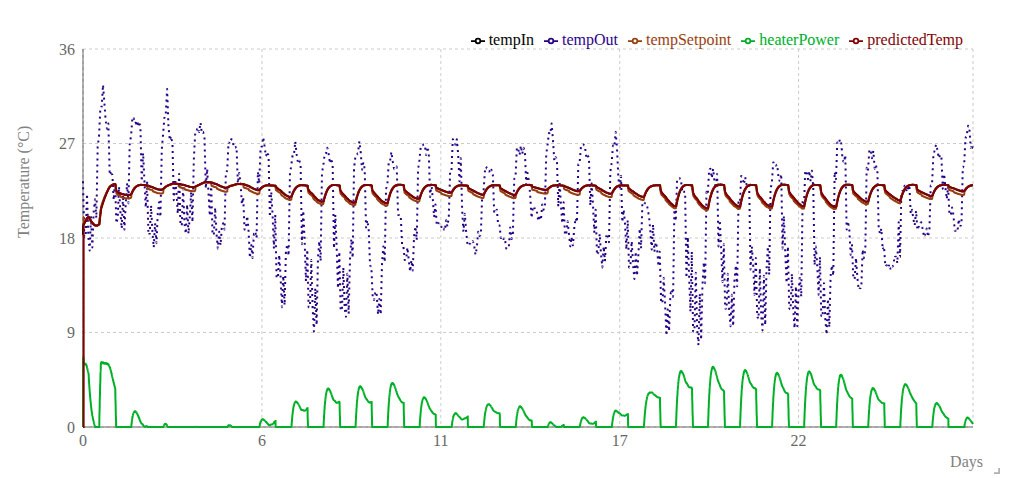 36
tempIn tempOut tempSetpoint heaterPower predictedTemp
27
18
9
0
Temperature (°C)
0 6 11 17 22
Days